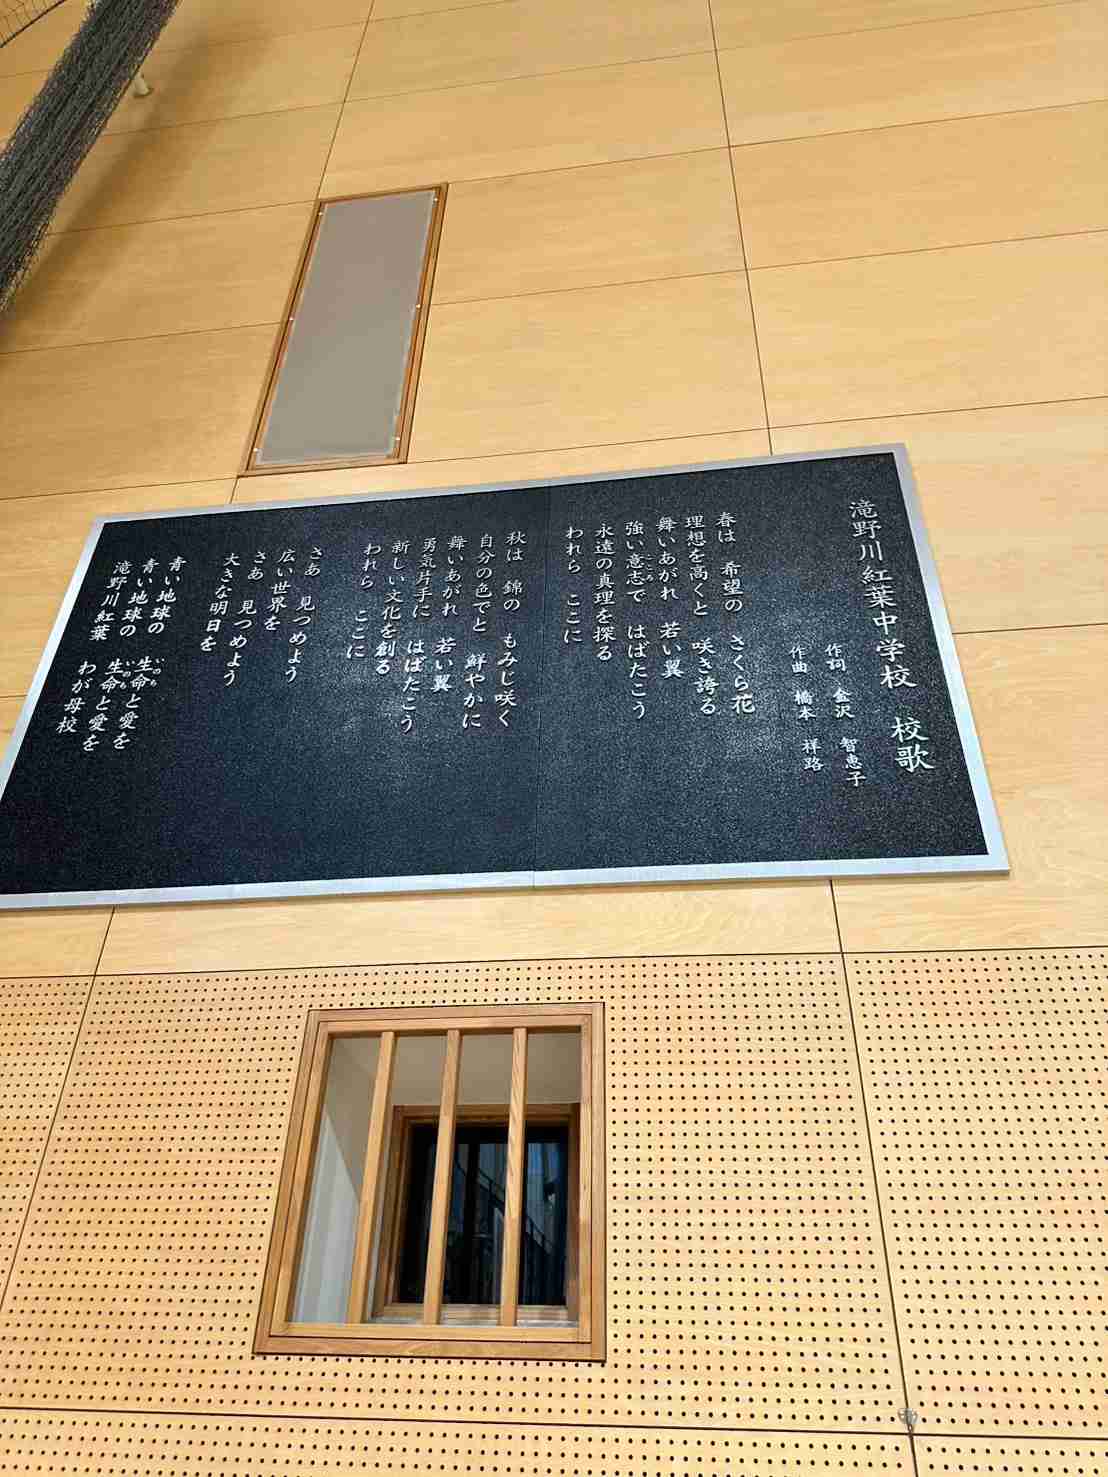 滝野川紅葉中学校　校歌
作詞　金沢　智恵子
作曲　橋本　祥路
春は　希望の　さくら花
理想を高くと　咲き誇る
舞いあがれ　若い翼
強い意志で　はばたこう
こころ
永遠の真理を探る
われら　ここに
秋は　錦の　もみじ咲く
自分の色でと　鮮やかに
舞いあがれ　若い翼
勇気片手に　はばたこう
新しい文化を創る
われら　ここに
さあ　見つめよう
広い世界を
さあ　見つめよう
大きな明日を
青い地球の　生命と愛を
いのち
青い地球の　生命と愛を
いのち
滝野川紅葉　わが母校